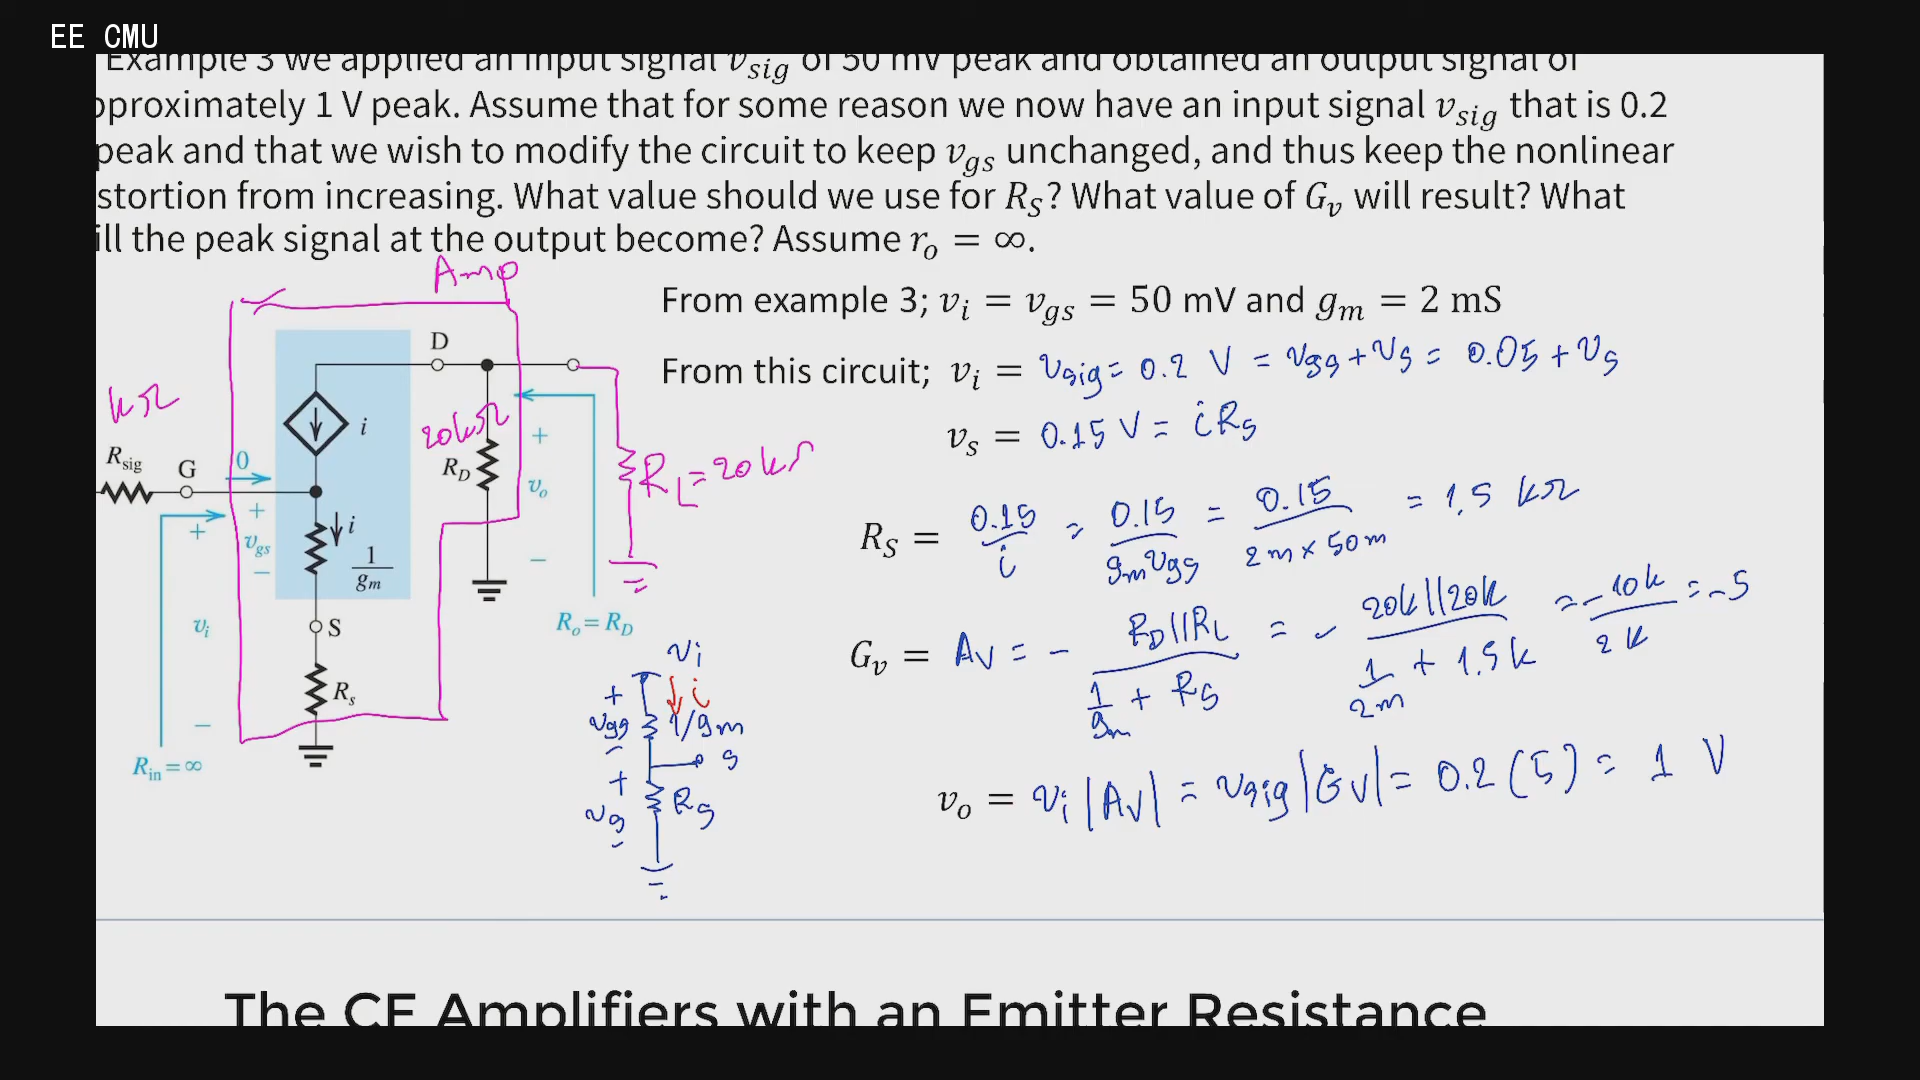 EE CMU
Example 3 we applied an input signal v_sig of 50 mV peak and obtained an output signal of
pproximately 1 V peak. Assume that for some reason we now have an input signal v_sig that is 0.2
peak and that we wish to modify the circuit to keep v_gs unchanged, and thus keep the nonlinear
stortion from increasing. What value should we use for R_S? What value of G_v will result? What
ill the peak signal at the output become? Assume r_o = ∞.
Amp
From example 3; v_i = v_gs = 50 mV and g_m = 2 mS
D
From this circuit; v_i = v_sig = 0.2 V = v_gs + v_s = 0.05 + v_s
kΩ
i
20kΩ
+
v_s = 0.15 V = i R_S
R_sig
G
0
R_D
v_o
R_L = 20k
+
+
v_gs
−
i
1/g_m
−
R_S = 0.15/i = 0.15/(g_m v_gs) = 0.15/(2m × 50m) = 1.5 kΩ
v_i
S
R_o = R_D
G_v = A_v = − (R_D||R_L)/(1/g_m + R_S) = − (20k||20k)/(1/2m + 1.5k) = −10k/2k = −5
R_s
−
R_in = ∞
v_i
i
+
v_gs
−
1/g_m
s
+
v_s
−
R_S
v_o = v_i |A_v| = v_sig |G_v| = 0.2 (5) = 1 V
The CE Amplifiers with an Emitter Resistance